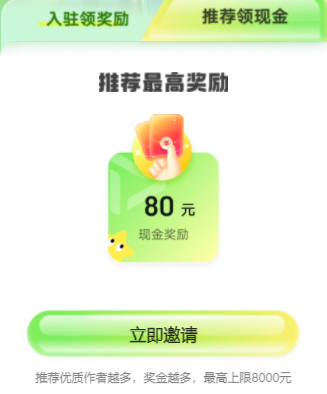 入驻领奖励
推荐领现金
推荐最高奖励
80 元
现金奖励
立即邀请
推荐优质作者越多，奖金越多，最高上限8000元